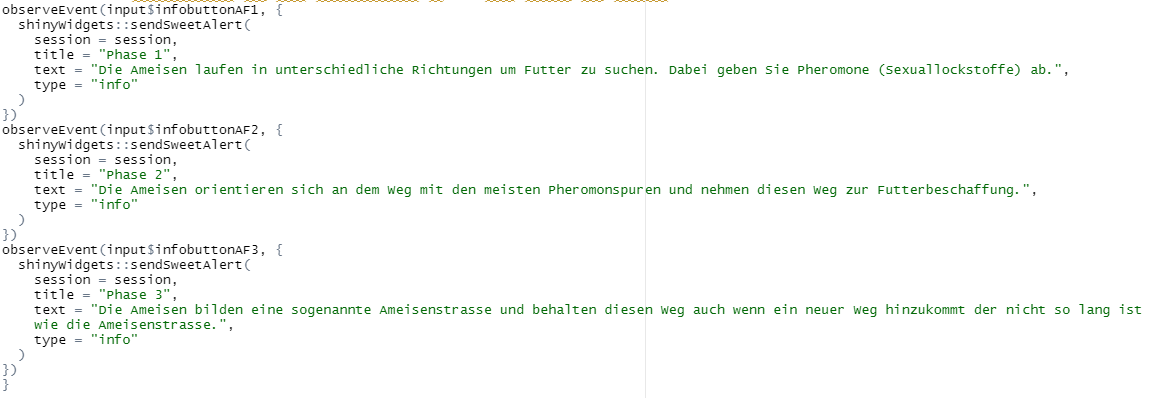 observeEvent(input$infobuttonAF1, {
  shinyWidgets::sendSweetAlert(
    session = session,
    title = "Phase 1",
    text = "Die Ameisen laufen in unterschiedliche Richtungen um Futter zu suchen. Dabei geben Sie Pheromone (Sexuallockstoffe) ab.",
    type = "info"
  )
})
observeEvent(input$infobuttonAF2, {
  shinyWidgets::sendSweetAlert(
    session = session,
    title = "Phase 2",
    text = "Die Ameisen orientieren sich an dem Weg mit den meisten Pheromonspuren und nehmen diesen Weg zur Futterbeschaffung.",
    type = "info"
  )
})
observeEvent(input$infobuttonAF3, {
  shinyWidgets::sendSweetAlert(
    session = session,
    title = "Phase 3",
    text = "Die Ameisen bilden eine sogenannte Ameisenstrasse und behalten diesen Weg auch wenn ein neuer Weg hinzukommt der nicht so lang ist
    wie die Ameisenstrasse.",
    type = "info"
  )
})
}